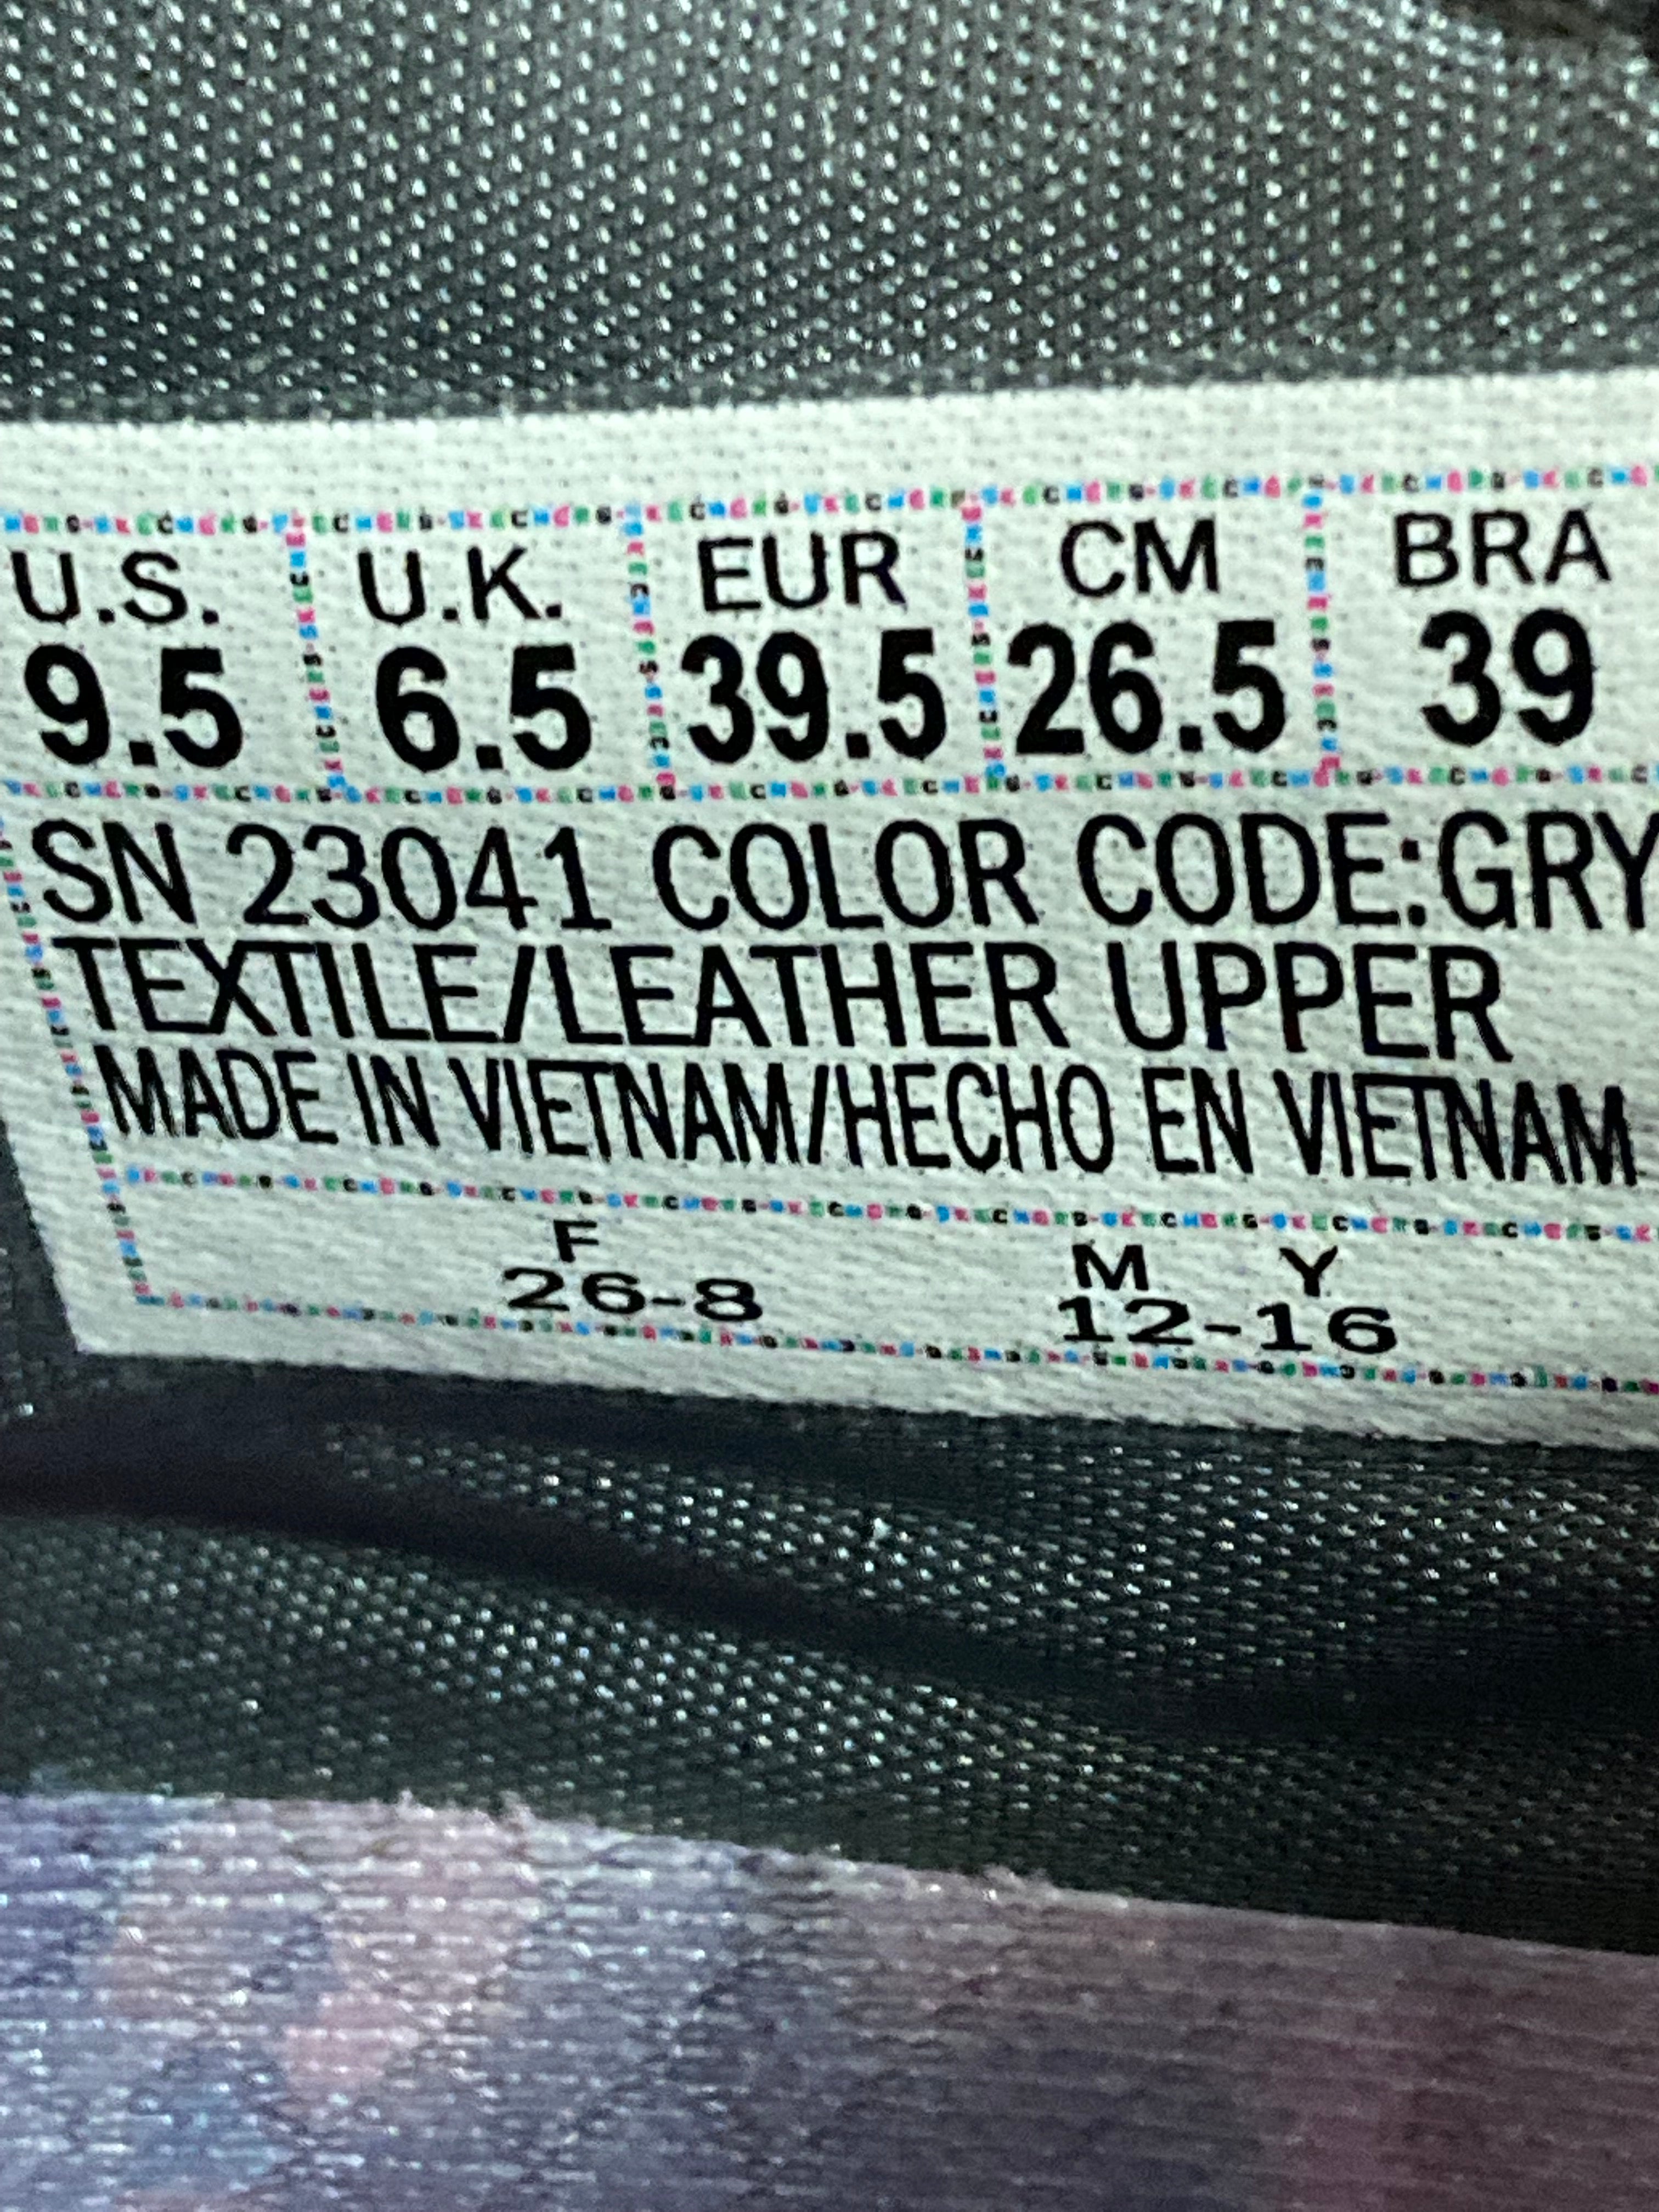 U.S. U.K. EUR CM BRA
9.5 6.5 39.5 26.5 39
SN 23041 COLOR CODE:GRY
TEXTILE/LEATHER UPPER
MADE IN VIETNAM/HECHO EN VIETNAM
F M Y
26-8 12-16